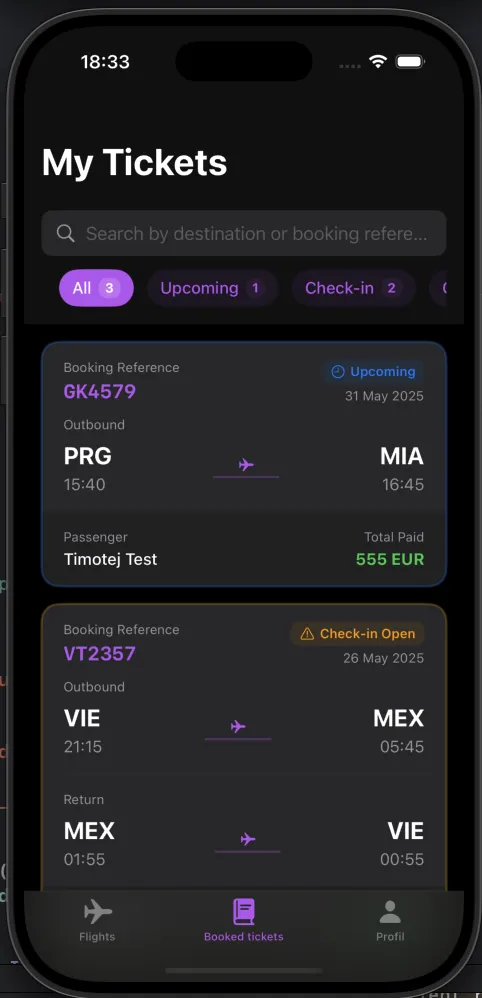 18:33
My Tickets
Search by destination or booking refere...
All 3 Upcoming 1 Check-in 2
Booking Reference Upcoming
GK4579 31 May 2025
Outbound
PRG MIA
15:40 16:45
Passenger Total Paid
Timotej Test 555 EUR
Booking Reference Check-in Open
VT2357 26 May 2025
Outbound
VIE MEX
21:15 05:45
Return
MEX VIE
01:55 00:55
Flights Booked tickets Profil